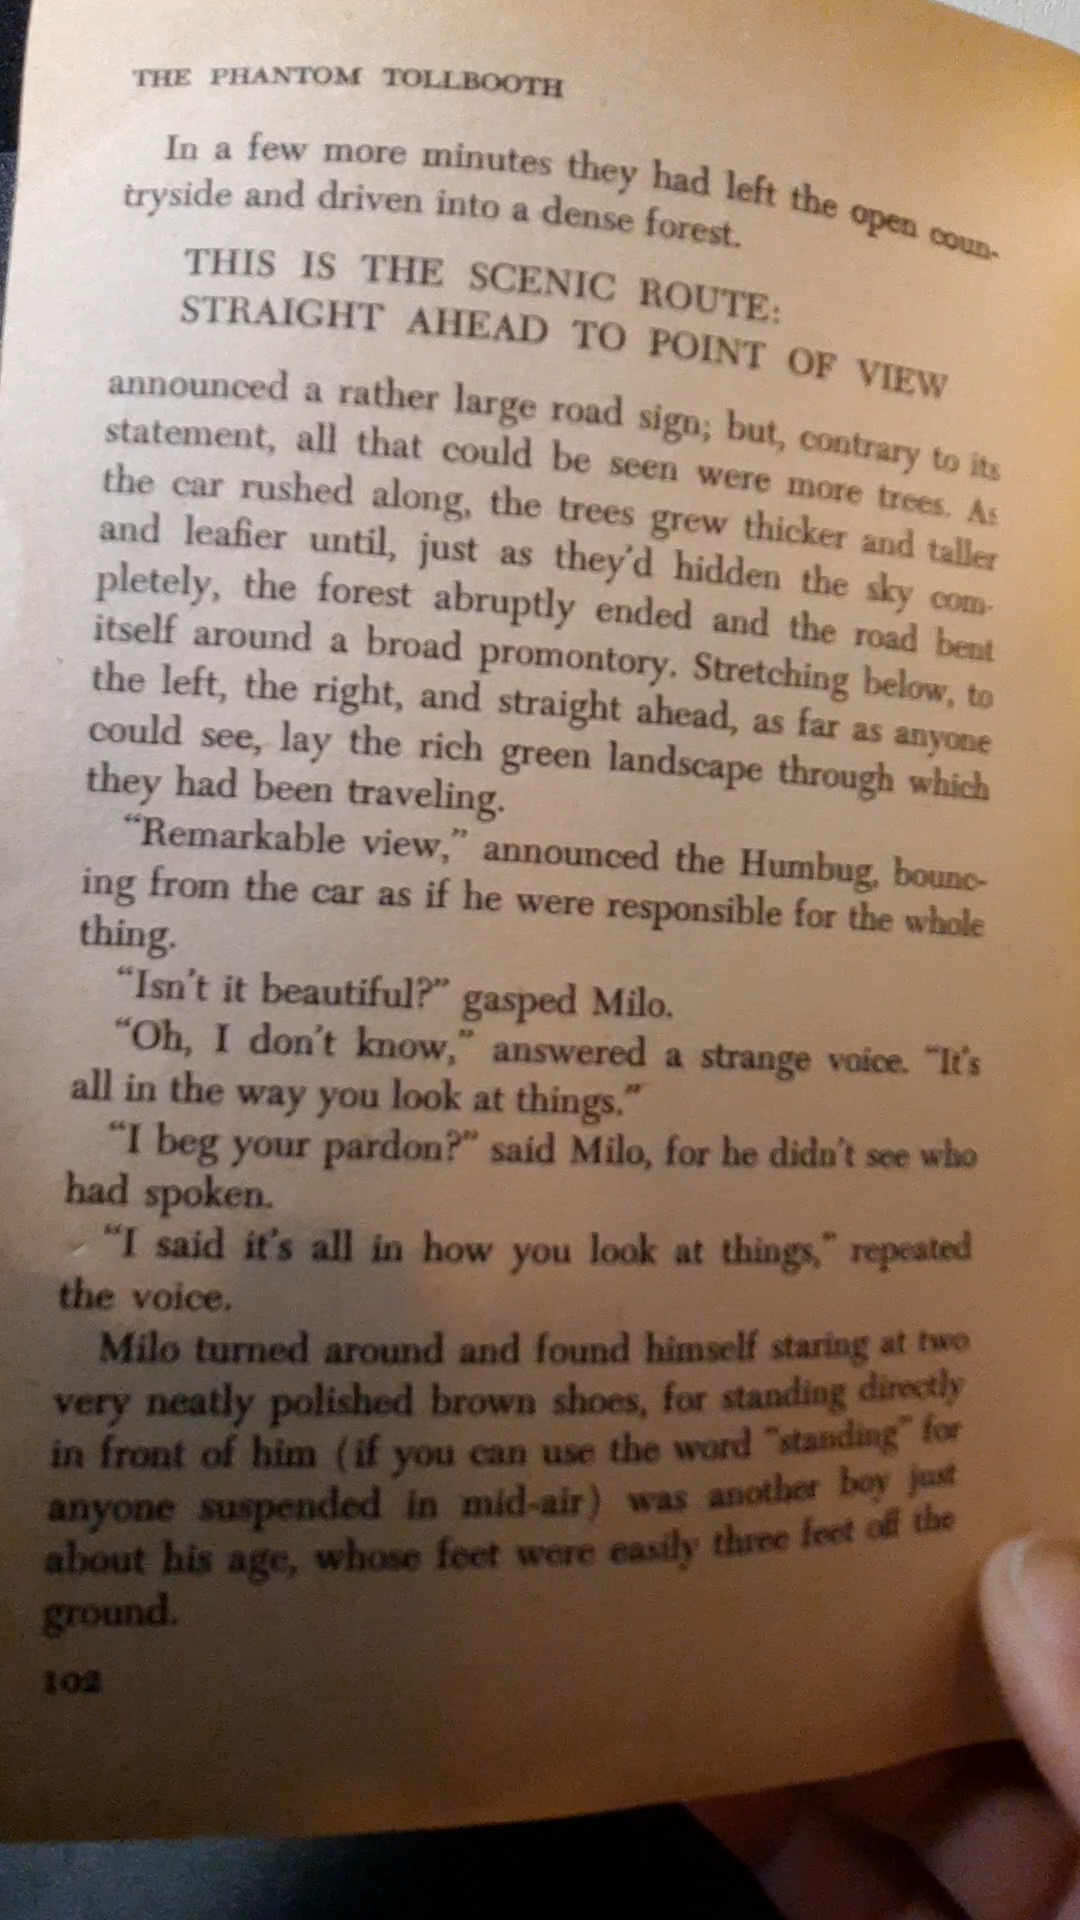 THE PHANTOM TOLLBOOTH
In a few more minutes they had left the open coun-
tryside and driven into a dense forest.
THIS IS THE SCENIC ROUTE:
STRAIGHT AHEAD TO POINT OF VIEW
announced a rather large road sign; but, contrary to its
statement, all that could be seen were more trees. As
the car rushed along, the trees grew thicker and taller
and leafier until, just as they'd hidden the sky com-
pletely, the forest abruptly ended and the road bent
itself around a broad promontory. Stretching below, to
the left, the right, and straight ahead, as far as anyone
could see, lay the rich green landscape through which
they had been traveling.
"Remarkable view," announced the Humbug, bounc-
ing from the car as if he were responsible for the whole
thing.
"Isn't it beautiful?" gasped Milo.
"Oh, I don't know," answered a strange voice. "It's
all in the way you look at things."
"I beg your pardon?" said Milo, for he didn't see who
had spoken.
"I said it's all in how you look at things," repeated
the voice.
Milo turned around and found himself staring at two
very neatly polished brown shoes, for standing directly
in front of him (if you can use the word "standing" for
anyone suspended in mid-air) was another boy just
about his age, whose feet were easily three feet off the
ground.
102